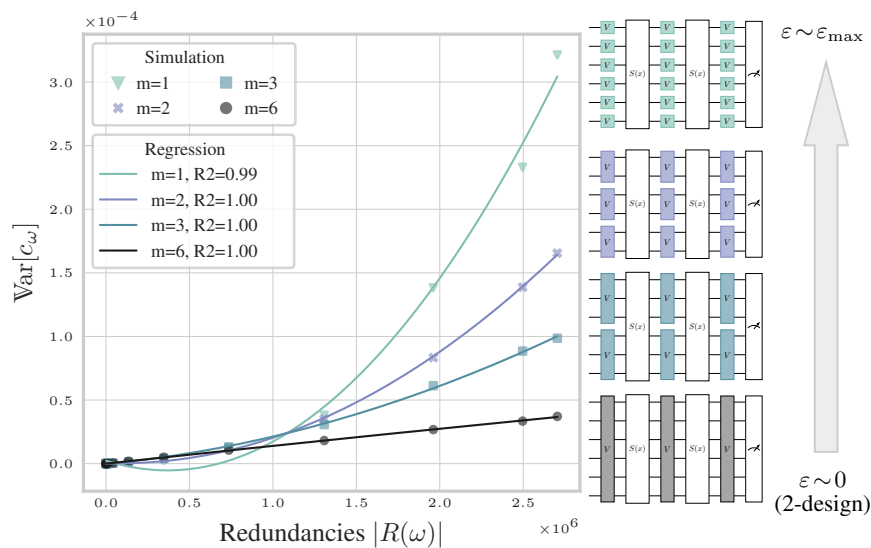 ×10⁻⁴
Var[c_ω]
3.0
2.5
2.0
1.5
1.0
0.5
0.0
Simulation
m=1
m=3
m=2
m=6
Regression
m=1, R2=0.99
m=2, R2=1.00
m=3, R2=1.00
m=6, R2=1.00
0.0 0.5 1.0 1.5 2.0 2.5
×10⁶
Redundancies |R(ω)|
V V V
V V V
V V V
S(x) S(x)
V V V
V V V
V V V
V V V
V V V
S(x) S(x)
V V V
V V V
S(x) S(x)
V V V
V S(x) V S(x) V
ε∼ε_max
ε∼0
(2-design)